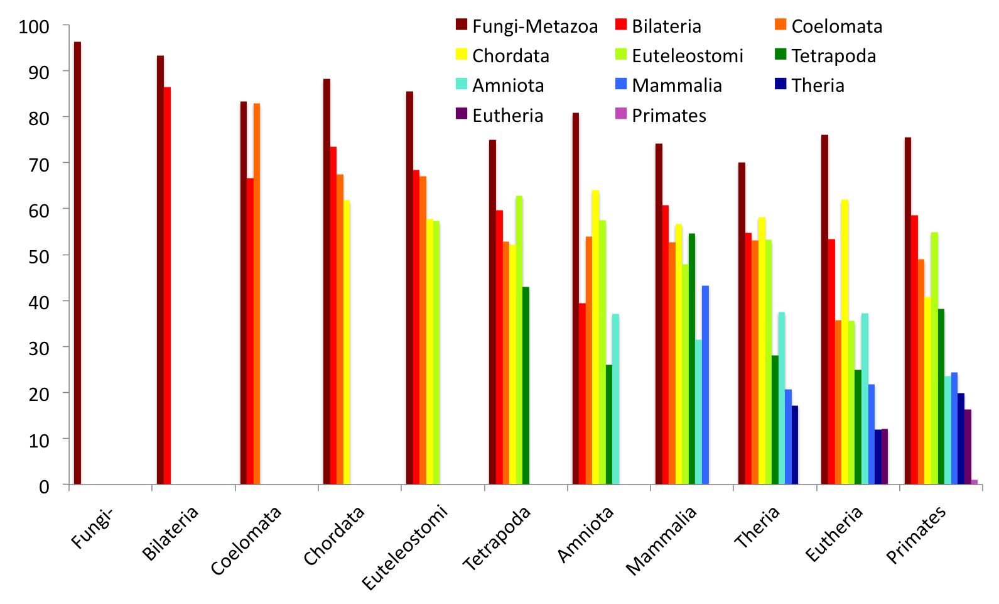 100
90
80
70
60
50
40
30
20
10
0
Fungi-Metazoa Bilateria Coelomata
Chordata Euteleostomi Tetrapoda
Amniota Mammalia Theria
Eutheria Primates
Fungi-
Bilateria
Coelomata
Chordata
Euteleostomi
Tetrapoda
Amniota
Mammalia
Theria
Eutheria
Primates